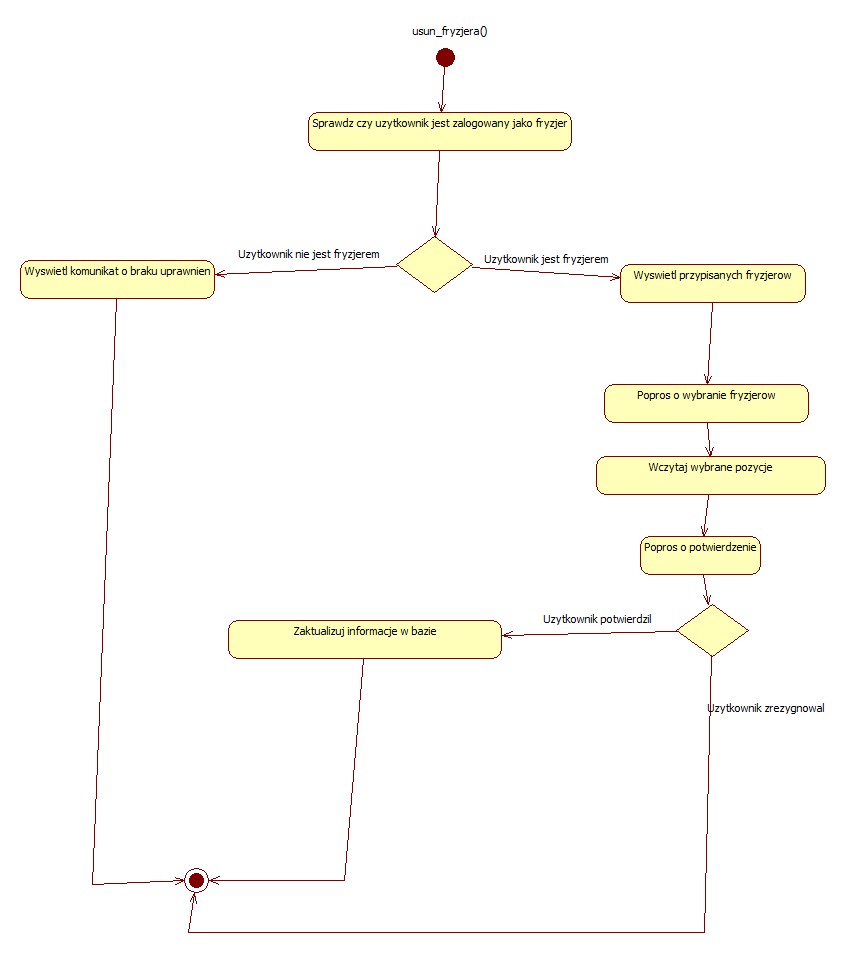 usun_fryzjera()
Sprawdz czy uzytkownik jest zalogowany jako fryzjer
Uzytkownik nie jest fryzjerem
Uzytkownik jest fryzjerem
Wyswietl komunikat o braku uprawnien
Wyswietl przypisanych fryzjerow
Popros o wybranie fryzjerow
Wczytaj wybrane pozycje
Popros o potwierdzenie
Uzytkownik potwierdzil
Zaktualizuj informacje w bazie
Uzytkownik zrezygnowal